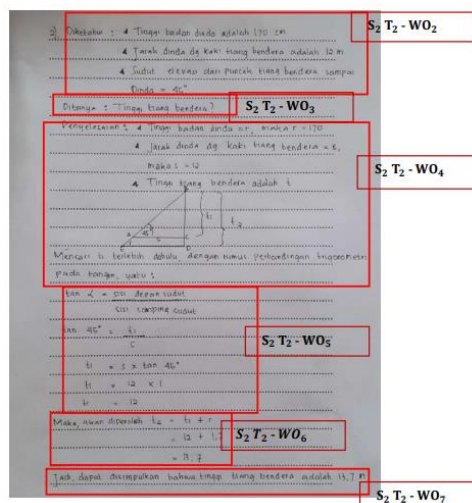 2). Diketahui : Tinggi badan dinda adalah 170 cm
S₂ T₂ - WO₂
Jarak dinda dg kaki tiang bendera adalah 12 m
Sudut elevasi dari puncak tiang bendera sampai
Dinda = 45°
Ditanya : Tinggi tiang bendera?
S₂ T₂ - WO₃
Penyelesaian : Tinggi badan dinda = r, maka r = 170
Jarak dinda dg kaki tiang bendera = s,
maka s = 12
S₂ T₂ - WO₄
Tinggi tiang bendera adalah t
t₁
t₂
45°
s
Mencari t₁ terlebih dahulu dengan rumus perbandingan trigonometri
pada bangun, yaitu :
tan α = sisi depan sudut
sisi samping sudut
tan 45° = t₁
s
S₂ T₂ - WO₅
t₁ = s x tan 45°
t₁ = 12 x 1
t₁ = 12
Maka, akan diperoleh t₂ = t₁ + r
= 12 + 1,7
S₂ T₂ - WO₆
= 13,7
Jadi, dapat disimpulkan bahwa tinggi tiang bendera adalah 13,7 m
S₂ T₂ - WO₇